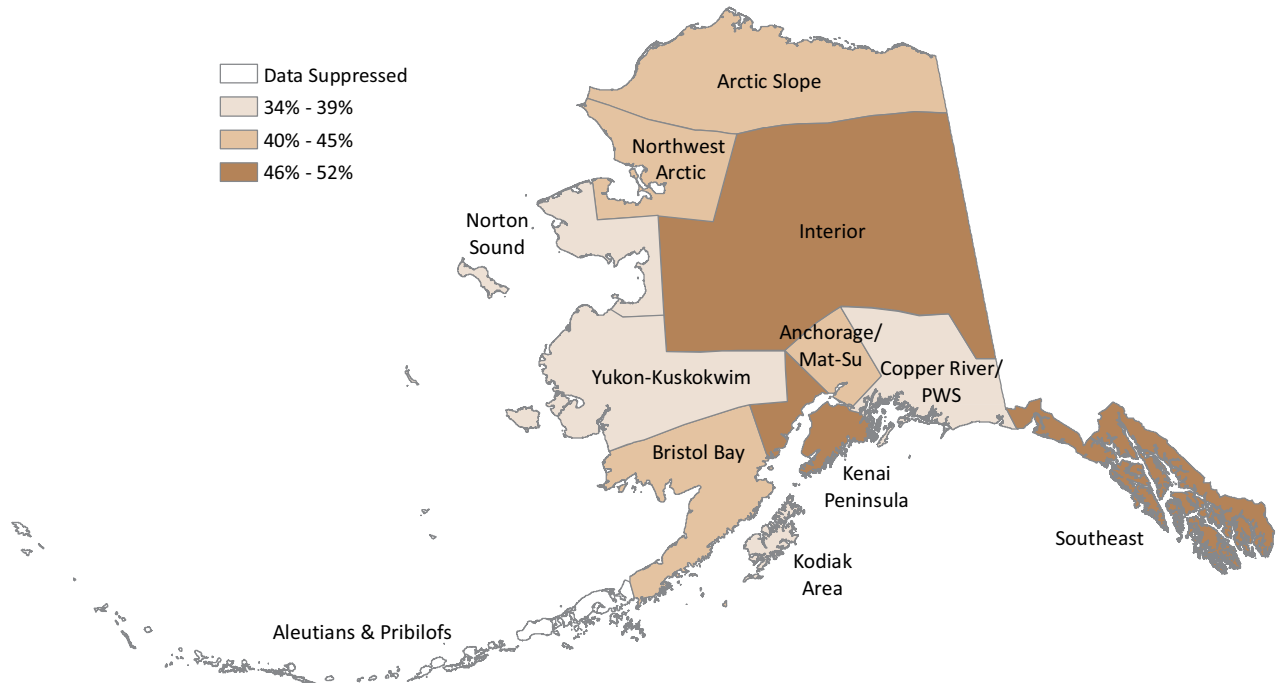 Data Suppressed
34% - 39%
40% - 45%
46% - 52%
Arctic Slope
Northwest
Arctic
Norton
Sound
Interior
Anchorage/
Mat-Su
Copper River/
PWS
Yukon-Kuskokwim
Bristol Bay
Kenai
Peninsula
Southeast
Kodiak
Area
Aleutians & Pribilofs